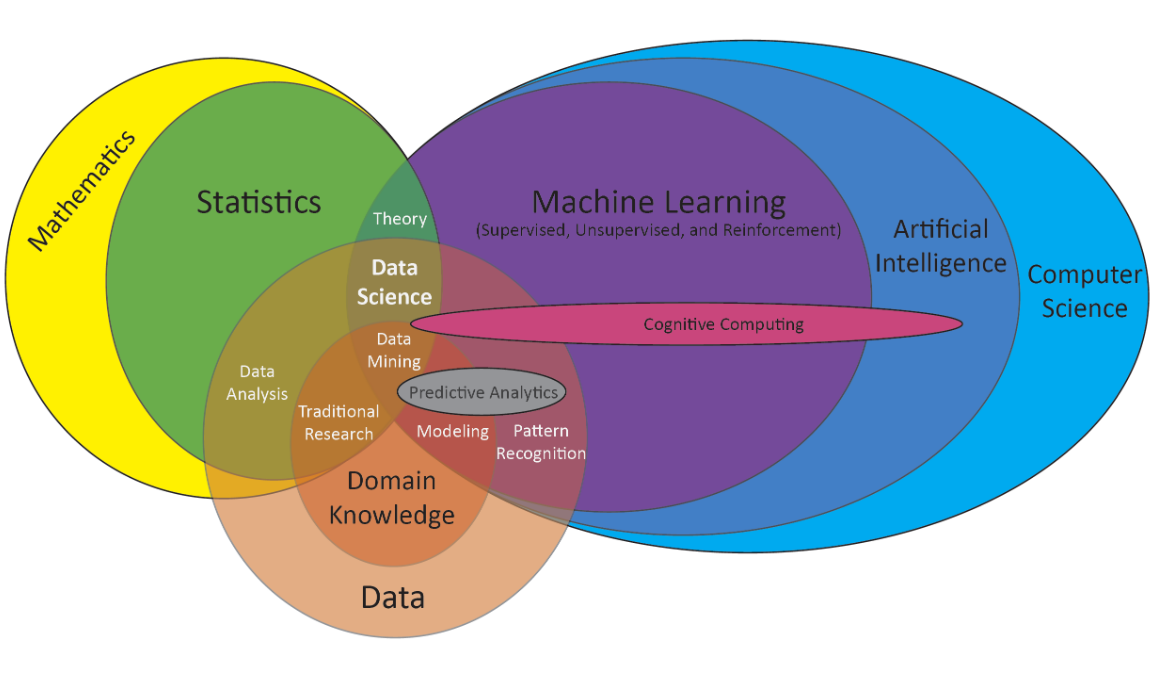 Mathematics
Statistics
Theory
Machine Learning
(Supervised, Unsupervised, and Reinforcement)
Artificial
Intelligence
Computer
Science
Data
Science
Cognitive Computing
Data
Mining
Data
Analysis
Predictive Analytics
Traditional
Research
Modeling
Pattern
Recognition
Domain
Knowledge
Data